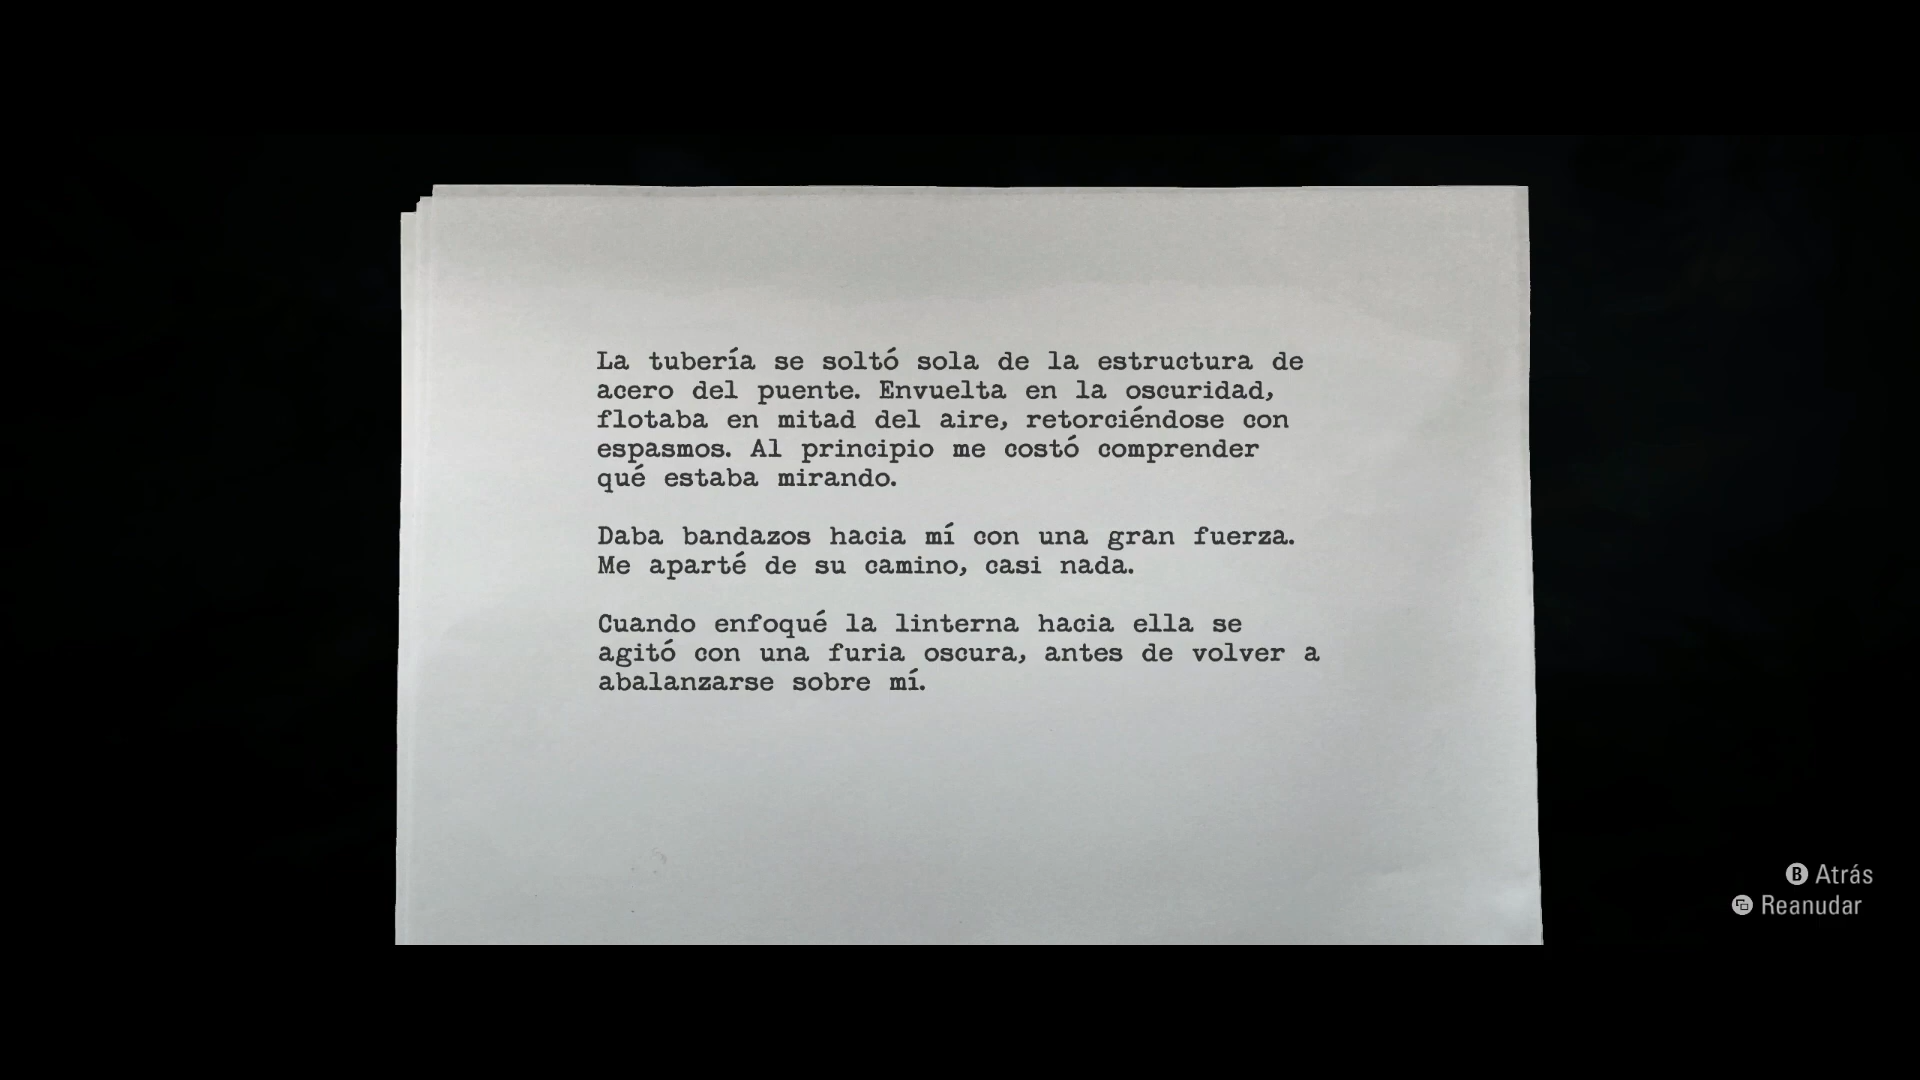 La tubería se soltó sola de la estructura de
acero del puente. Envuelta en la oscuridad,
flotaba en mitad del aire, retorciéndose con
espasmos. Al principio me costó comprender
qué estaba mirando.
Daba bandazos hacia mí con una gran fuerza.
Me aparté de su camino, casi nada.
Cuando enfoqué la linterna hacia ella se
agitó con una furia oscura, antes de volver a
abalanzarse sobre mí.
B Atrás
Reanudar